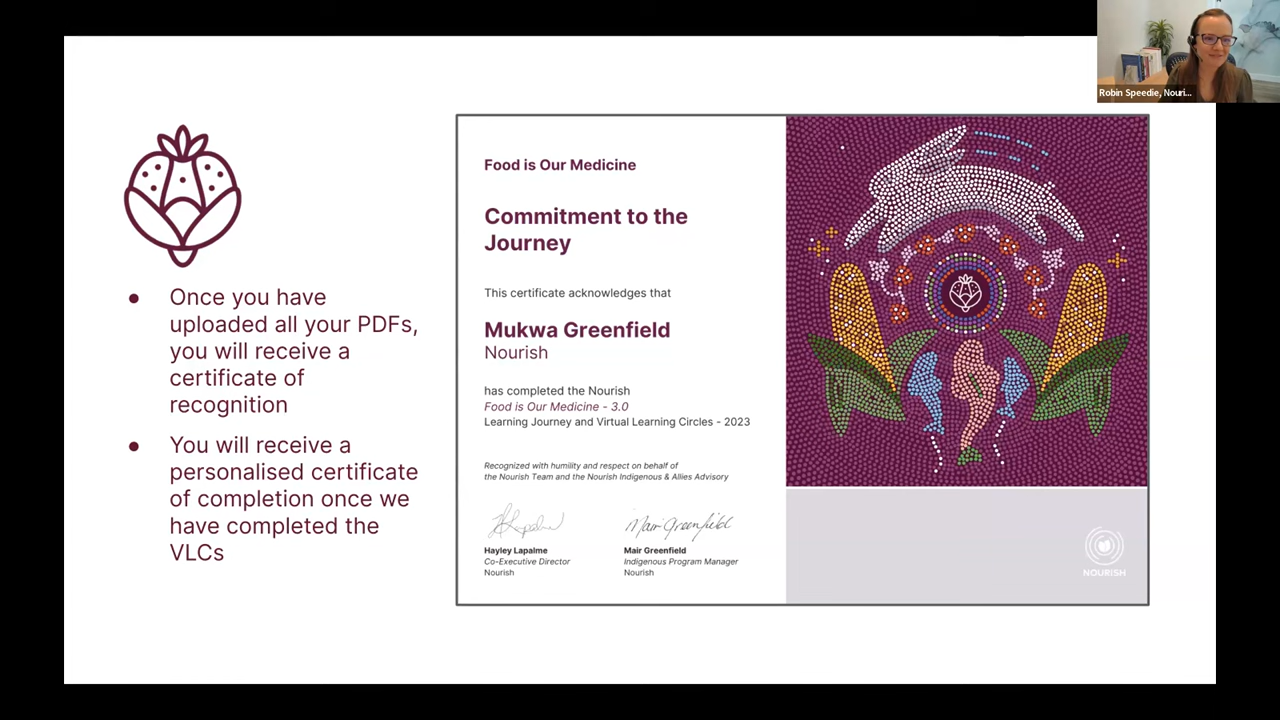 Robin Speedie, Nouri...
● Once you have
uploaded all your PDFs,
you will receive a
certificate of
recognition
● You will receive a
personalised certificate
of completion once we
have completed the
VLCs
Food is Our Medicine
Commitment to the
Journey
This certificate acknowledges that
Mukwa Greenfield
Nourish
has completed the Nourish
Food is Our Medicine - 3.0
Learning Journey and Virtual Learning Circles - 2023
Recognized with humility and respect on behalf of
the Nourish Team and the Nourish Indigenous & Allies Advisory
HLapalme
Mair Greenfield
Hayley Lapalme
Co-Executive Director
Nourish
Mair Greenfield
Indigenous Program Manager
Nourish
NOURISH